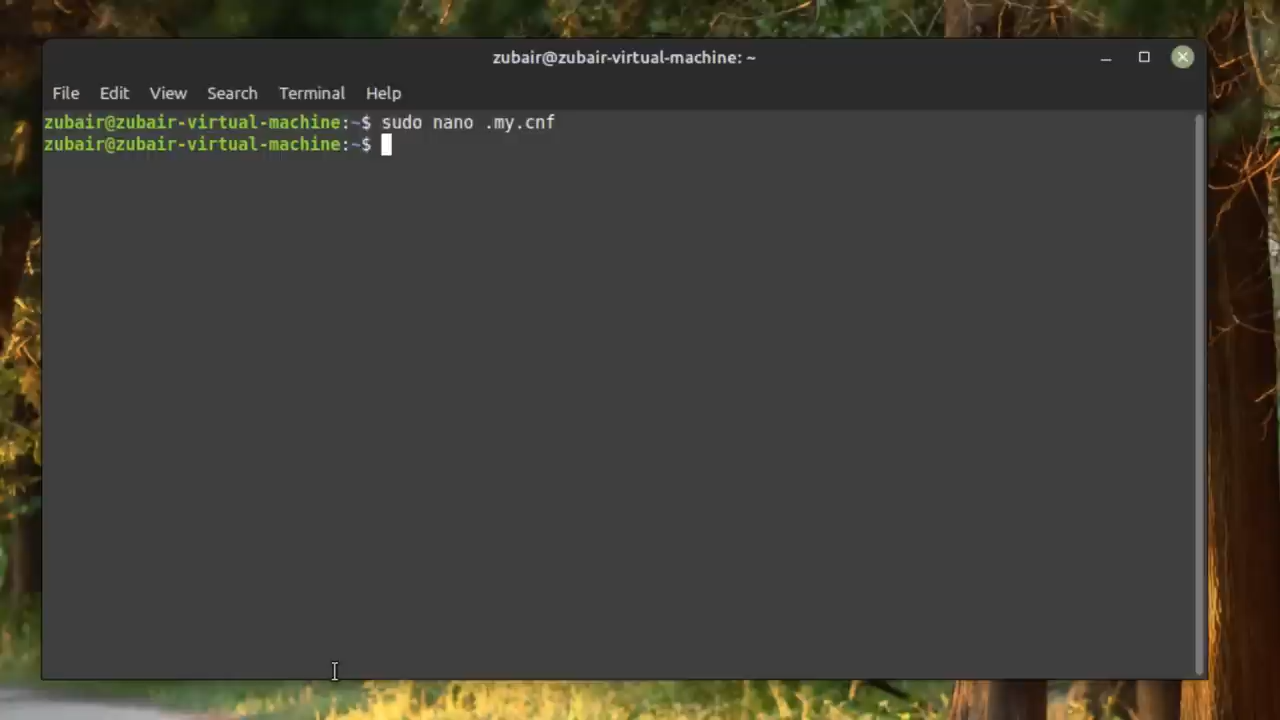 zubair@zubair-virtual-machine: ~
File Edit View Search Terminal Help
zubair@zubair-virtual-machine:~$ sudo nano .my.cnf
zubair@zubair-virtual-machine:~$